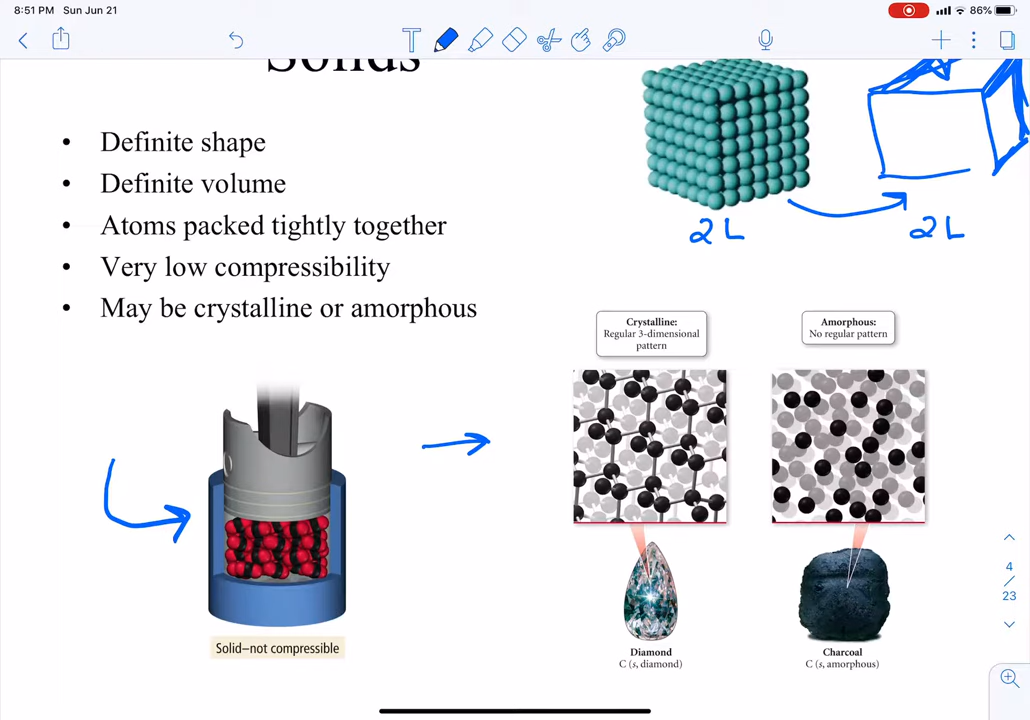 8:51 PM Sun Jun 21
86%
T
Solids
• Definite shape
• Definite volume
• Atoms packed tightly together
• Very low compressibility
• May be crystalline or amorphous
2 L
2 L
Crystalline:
Regular 3-dimensional
pattern
Amorphous:
No regular pattern
4
/
23
Solid—not compressible
Diamond
C (s, diamond)
Charcoal
C (s, amorphous)